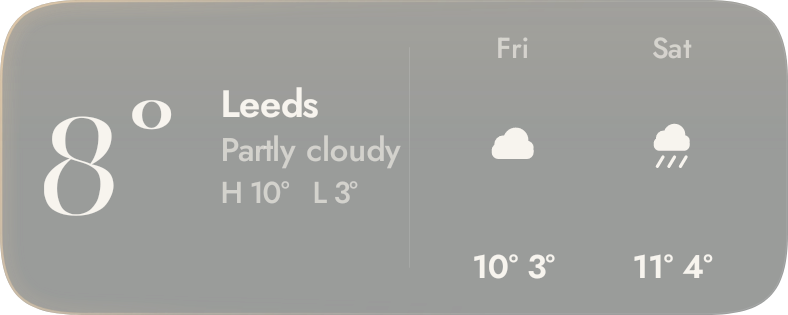 8°
Leeds
Partly cloudy
H 10° L 3°
Fri
Sat
10° 3°
11° 4°